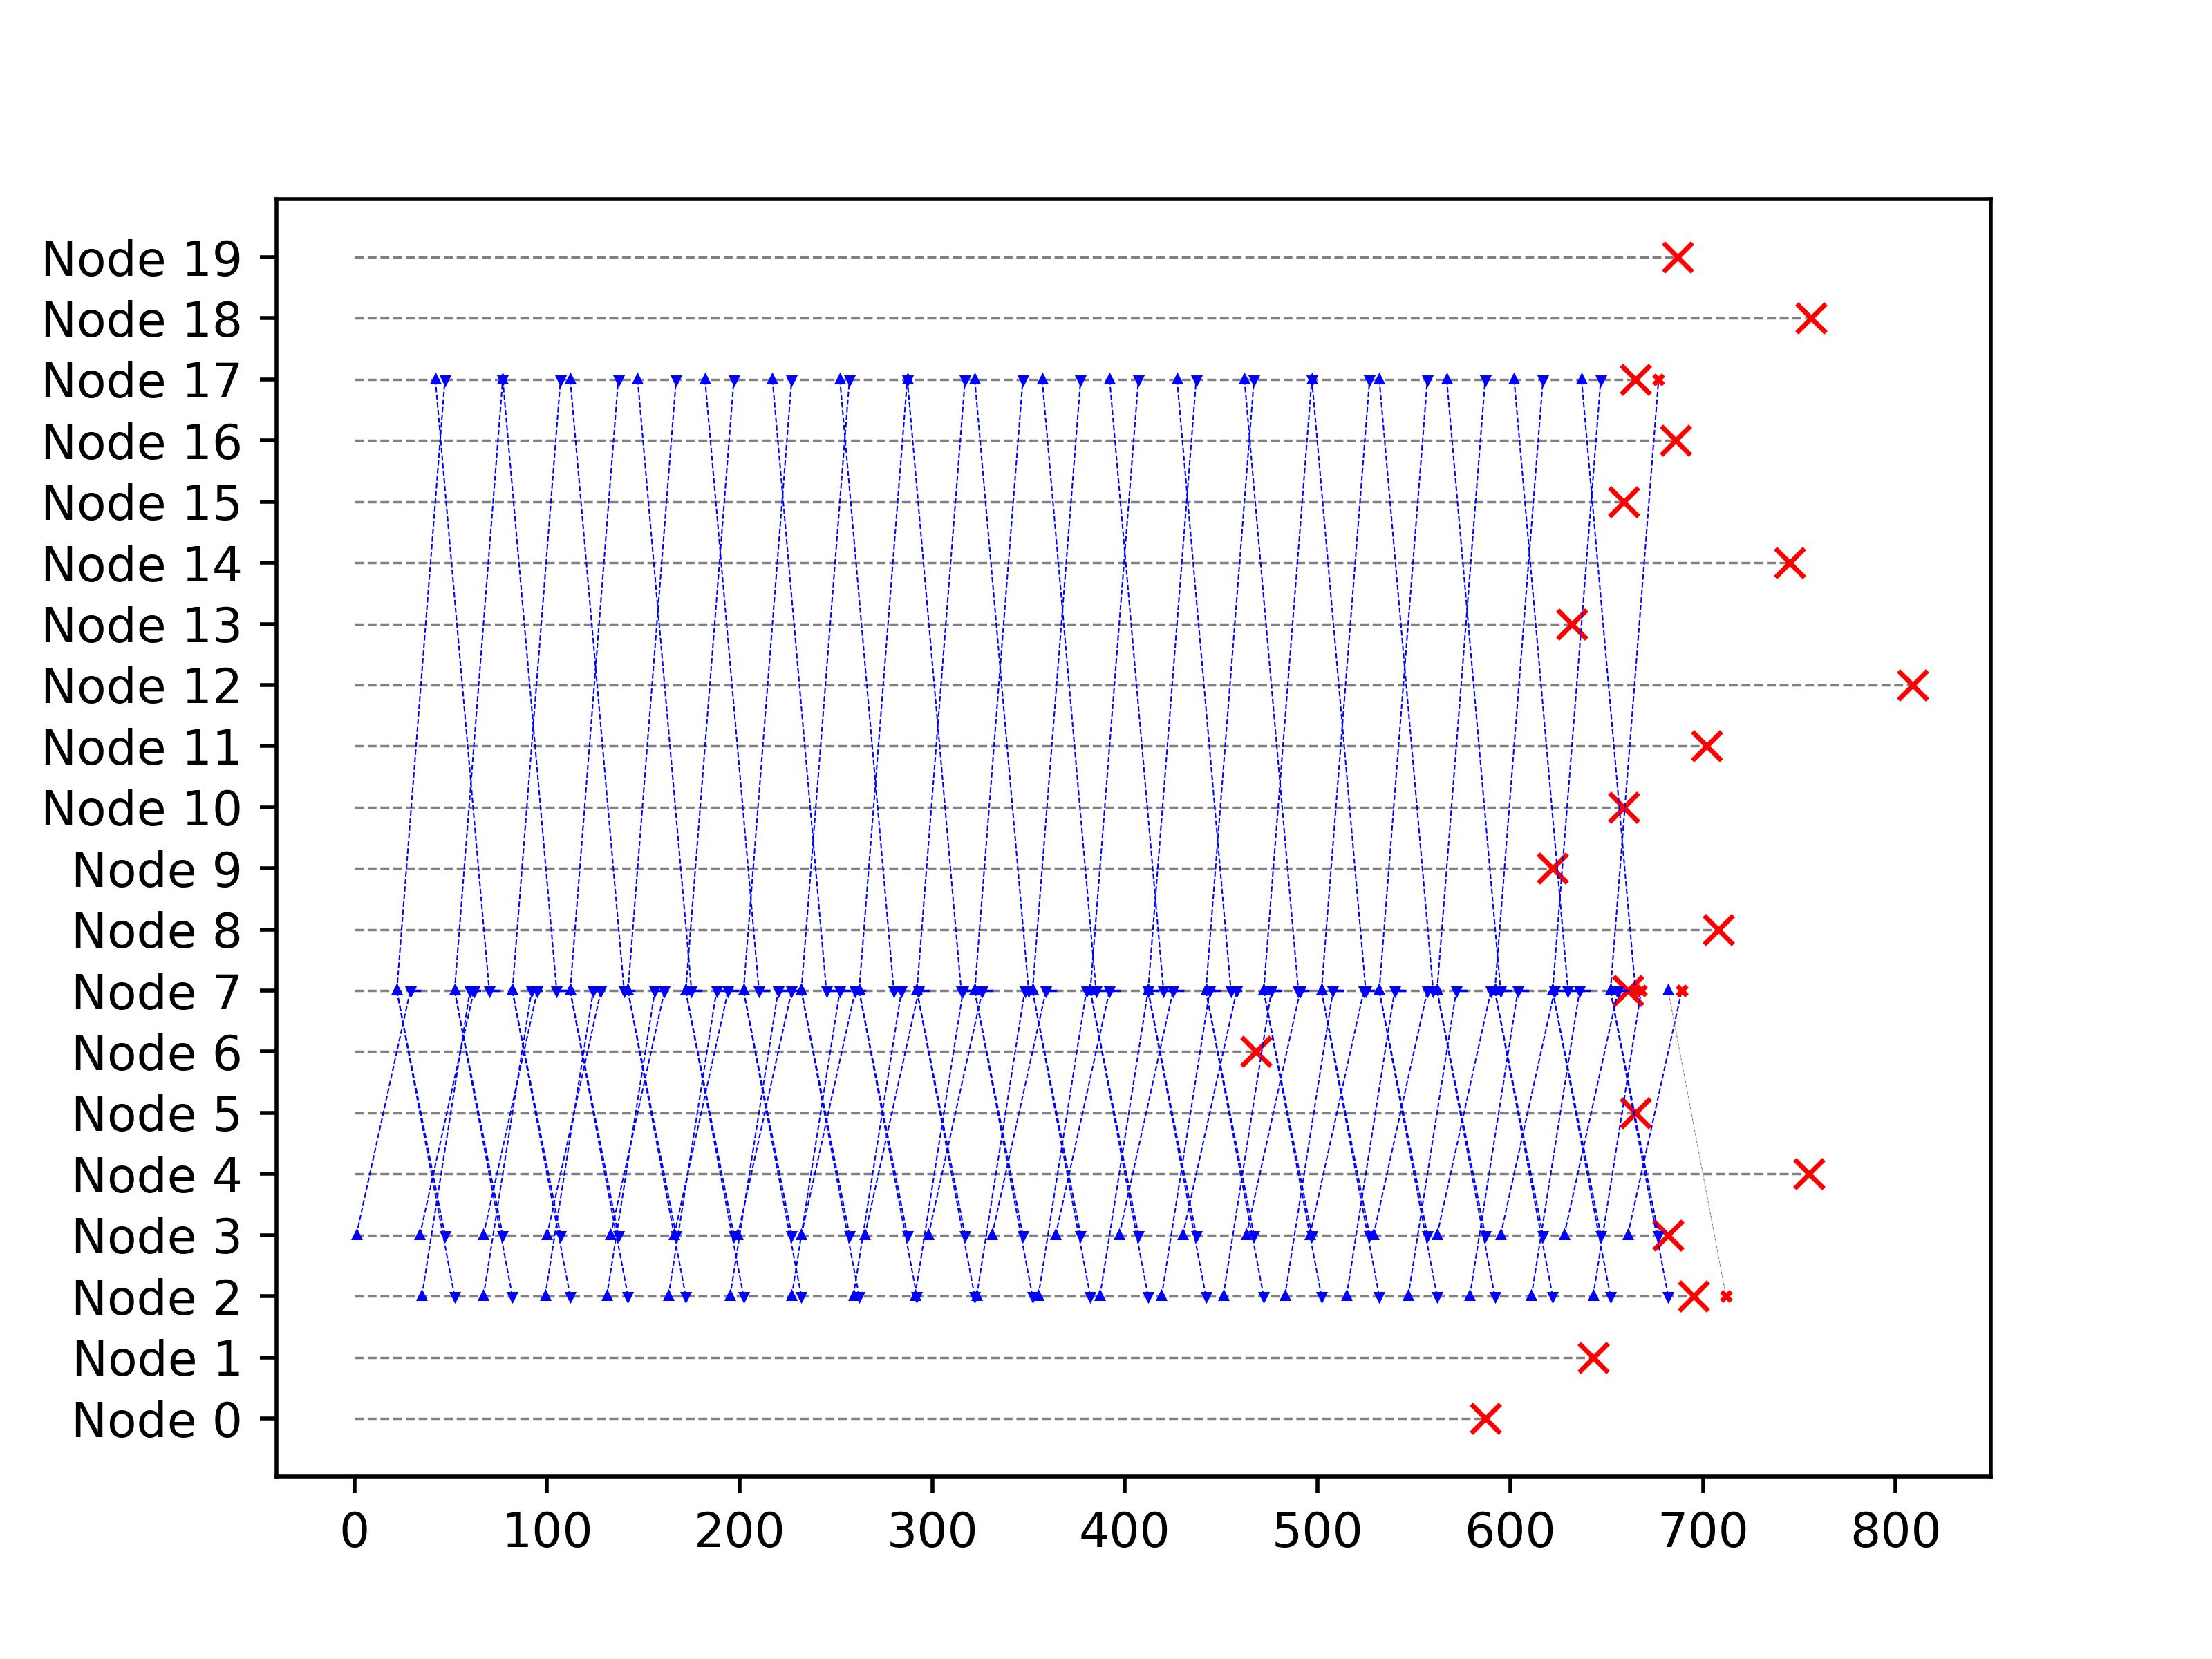 Node 19
Node 18
Node 17
Node 16
Node 15
Node 14
Node 13
Node 12
Node 11
Node 10
Node 9
Node 8
Node 7
Node 6
Node 5
Node 4
Node 3
Node 2
Node 1
Node 0
0 100 200 300 400 500 600 700 800